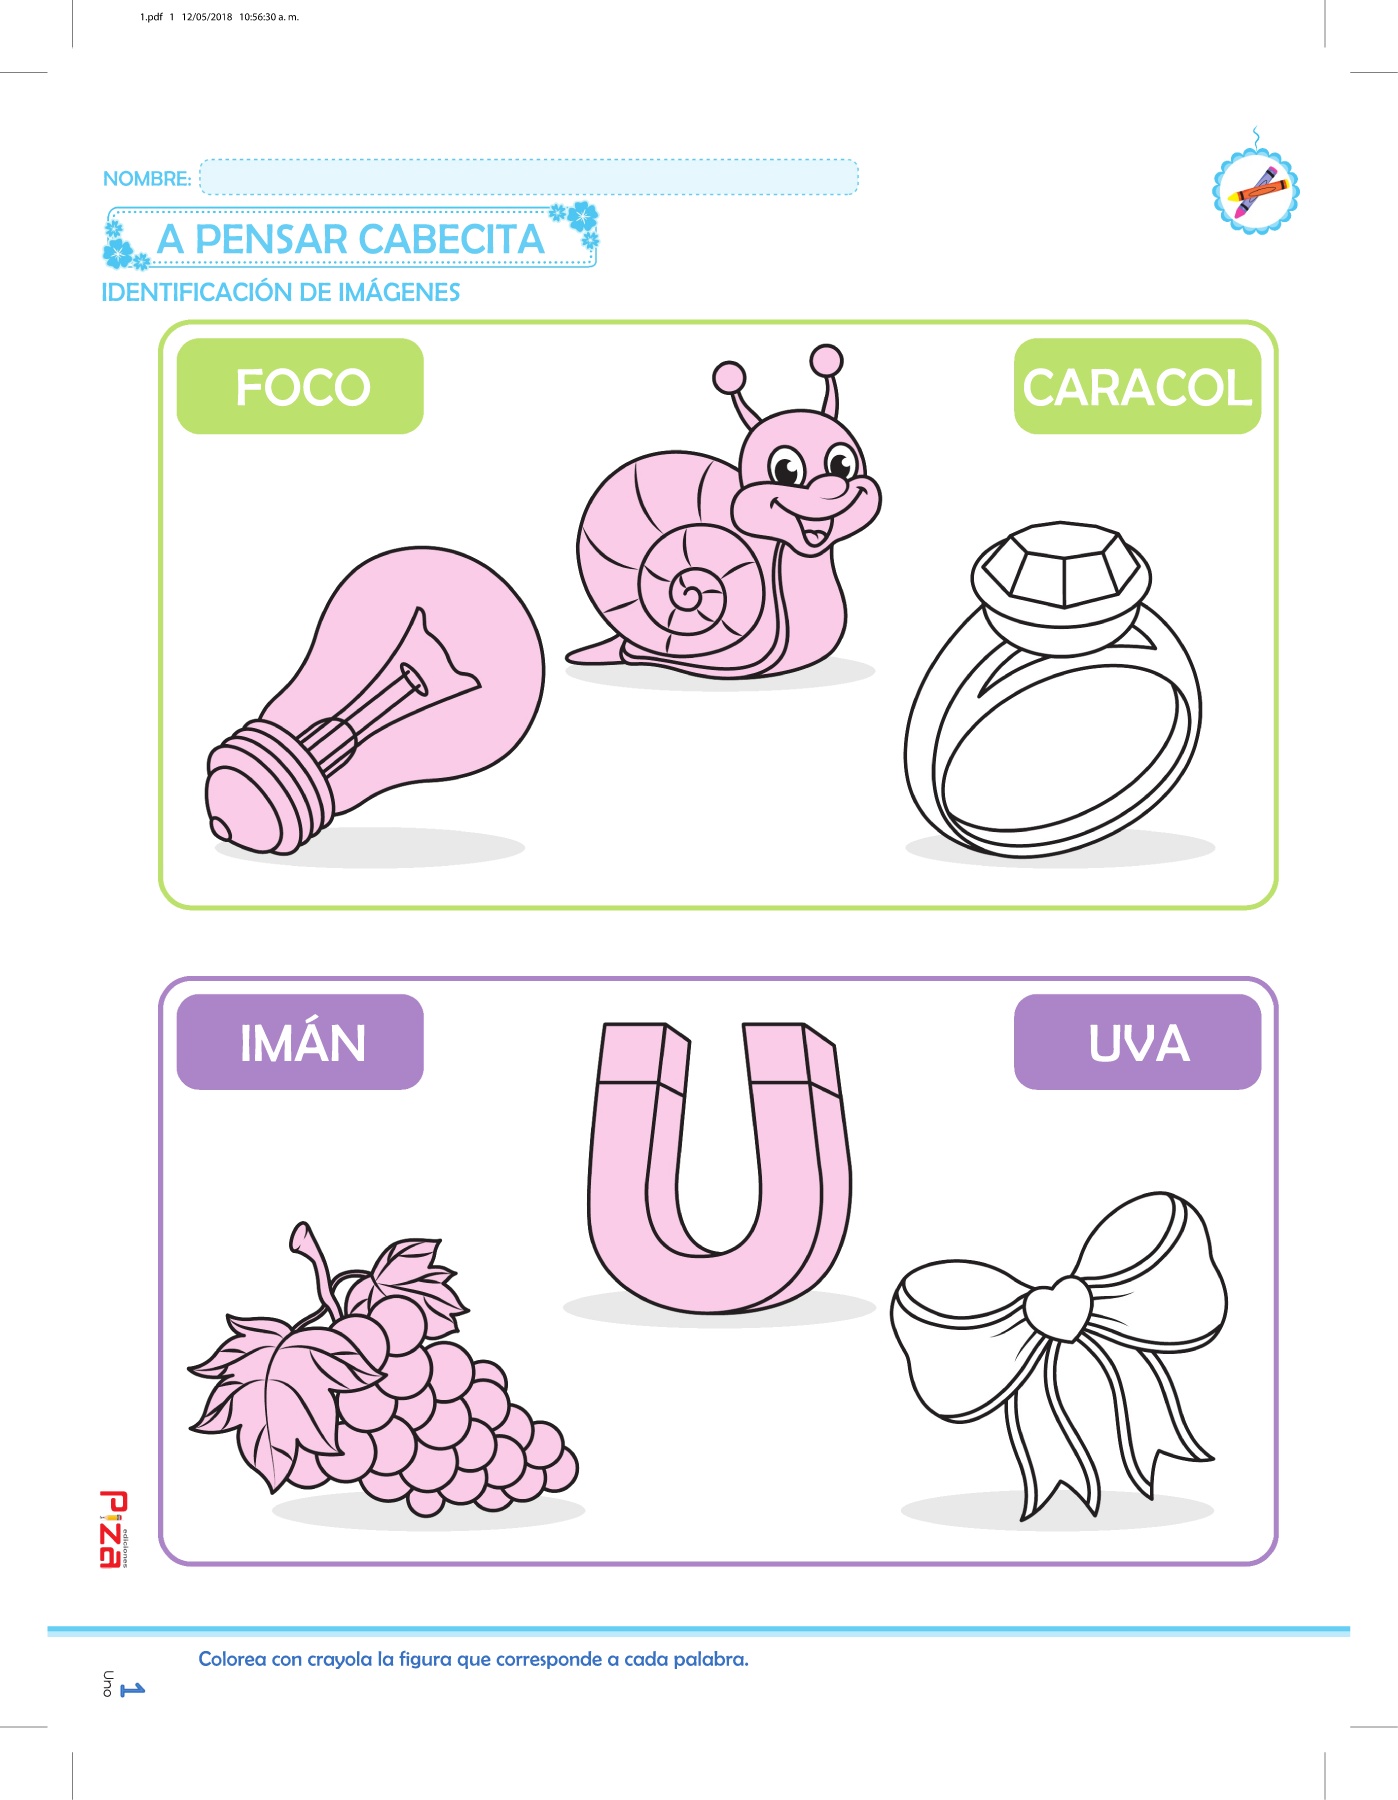 1.pdf 1 12/05/2018 10:56:30 a. m.
NOMBRE:
A PENSAR CABECITA
IDENTIFICACIÓN DE IMÁGENES
FOCO
CARACOL
IMÁN
UVA
Piza
ediciones
Colorea con crayola la figura que corresponde a cada palabra.
1
Uno